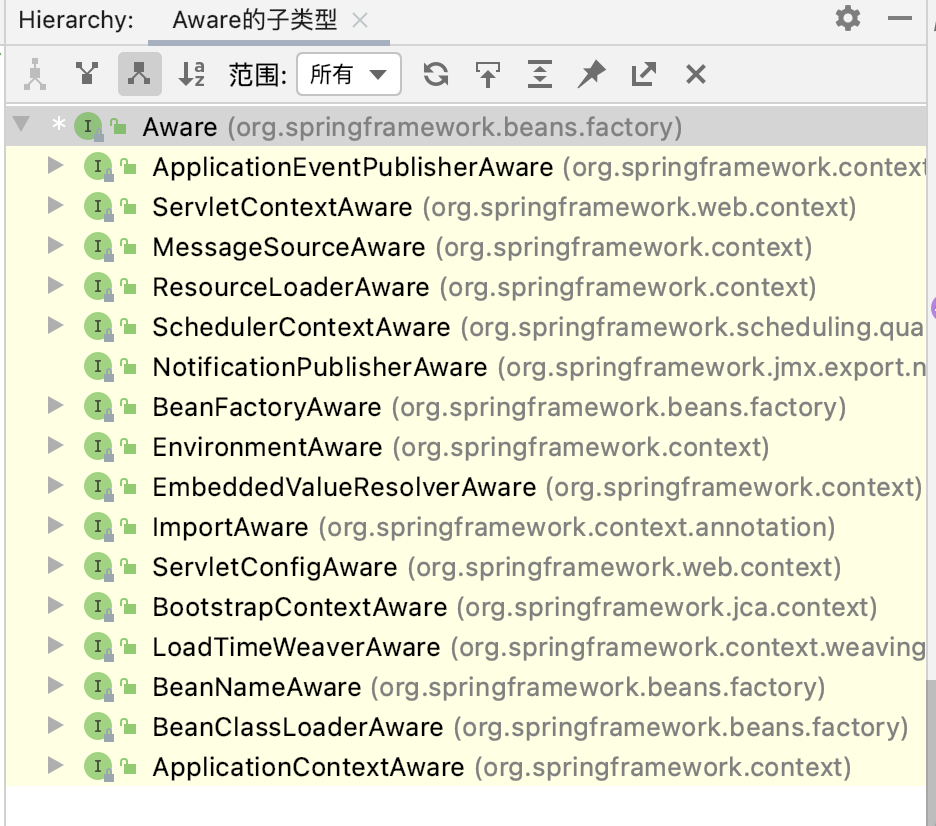 Hierarchy: Aware的子类型
范围: 所有
Aware (org.springframework.beans.factory)
ApplicationEventPublisherAware (org.springframework.context
ServletContextAware (org.springframework.web.context)
MessageSourceAware (org.springframework.context)
ResourceLoaderAware (org.springframework.context)
SchedulerContextAware (org.springframework.scheduling.qua
NotificationPublisherAware (org.springframework.jmx.export.n
BeanFactoryAware (org.springframework.beans.factory)
EnvironmentAware (org.springframework.context)
EmbeddedValueResolverAware (org.springframework.context)
ImportAware (org.springframework.context.annotation)
ServletConfigAware (org.springframework.web.context)
BootstrapContextAware (org.springframework.jca.context)
LoadTimeWeaverAware (org.springframework.context.weaving
BeanNameAware (org.springframework.beans.factory)
BeanClassLoaderAware (org.springframework.beans.factory)
ApplicationContextAware (org.springframework.context)